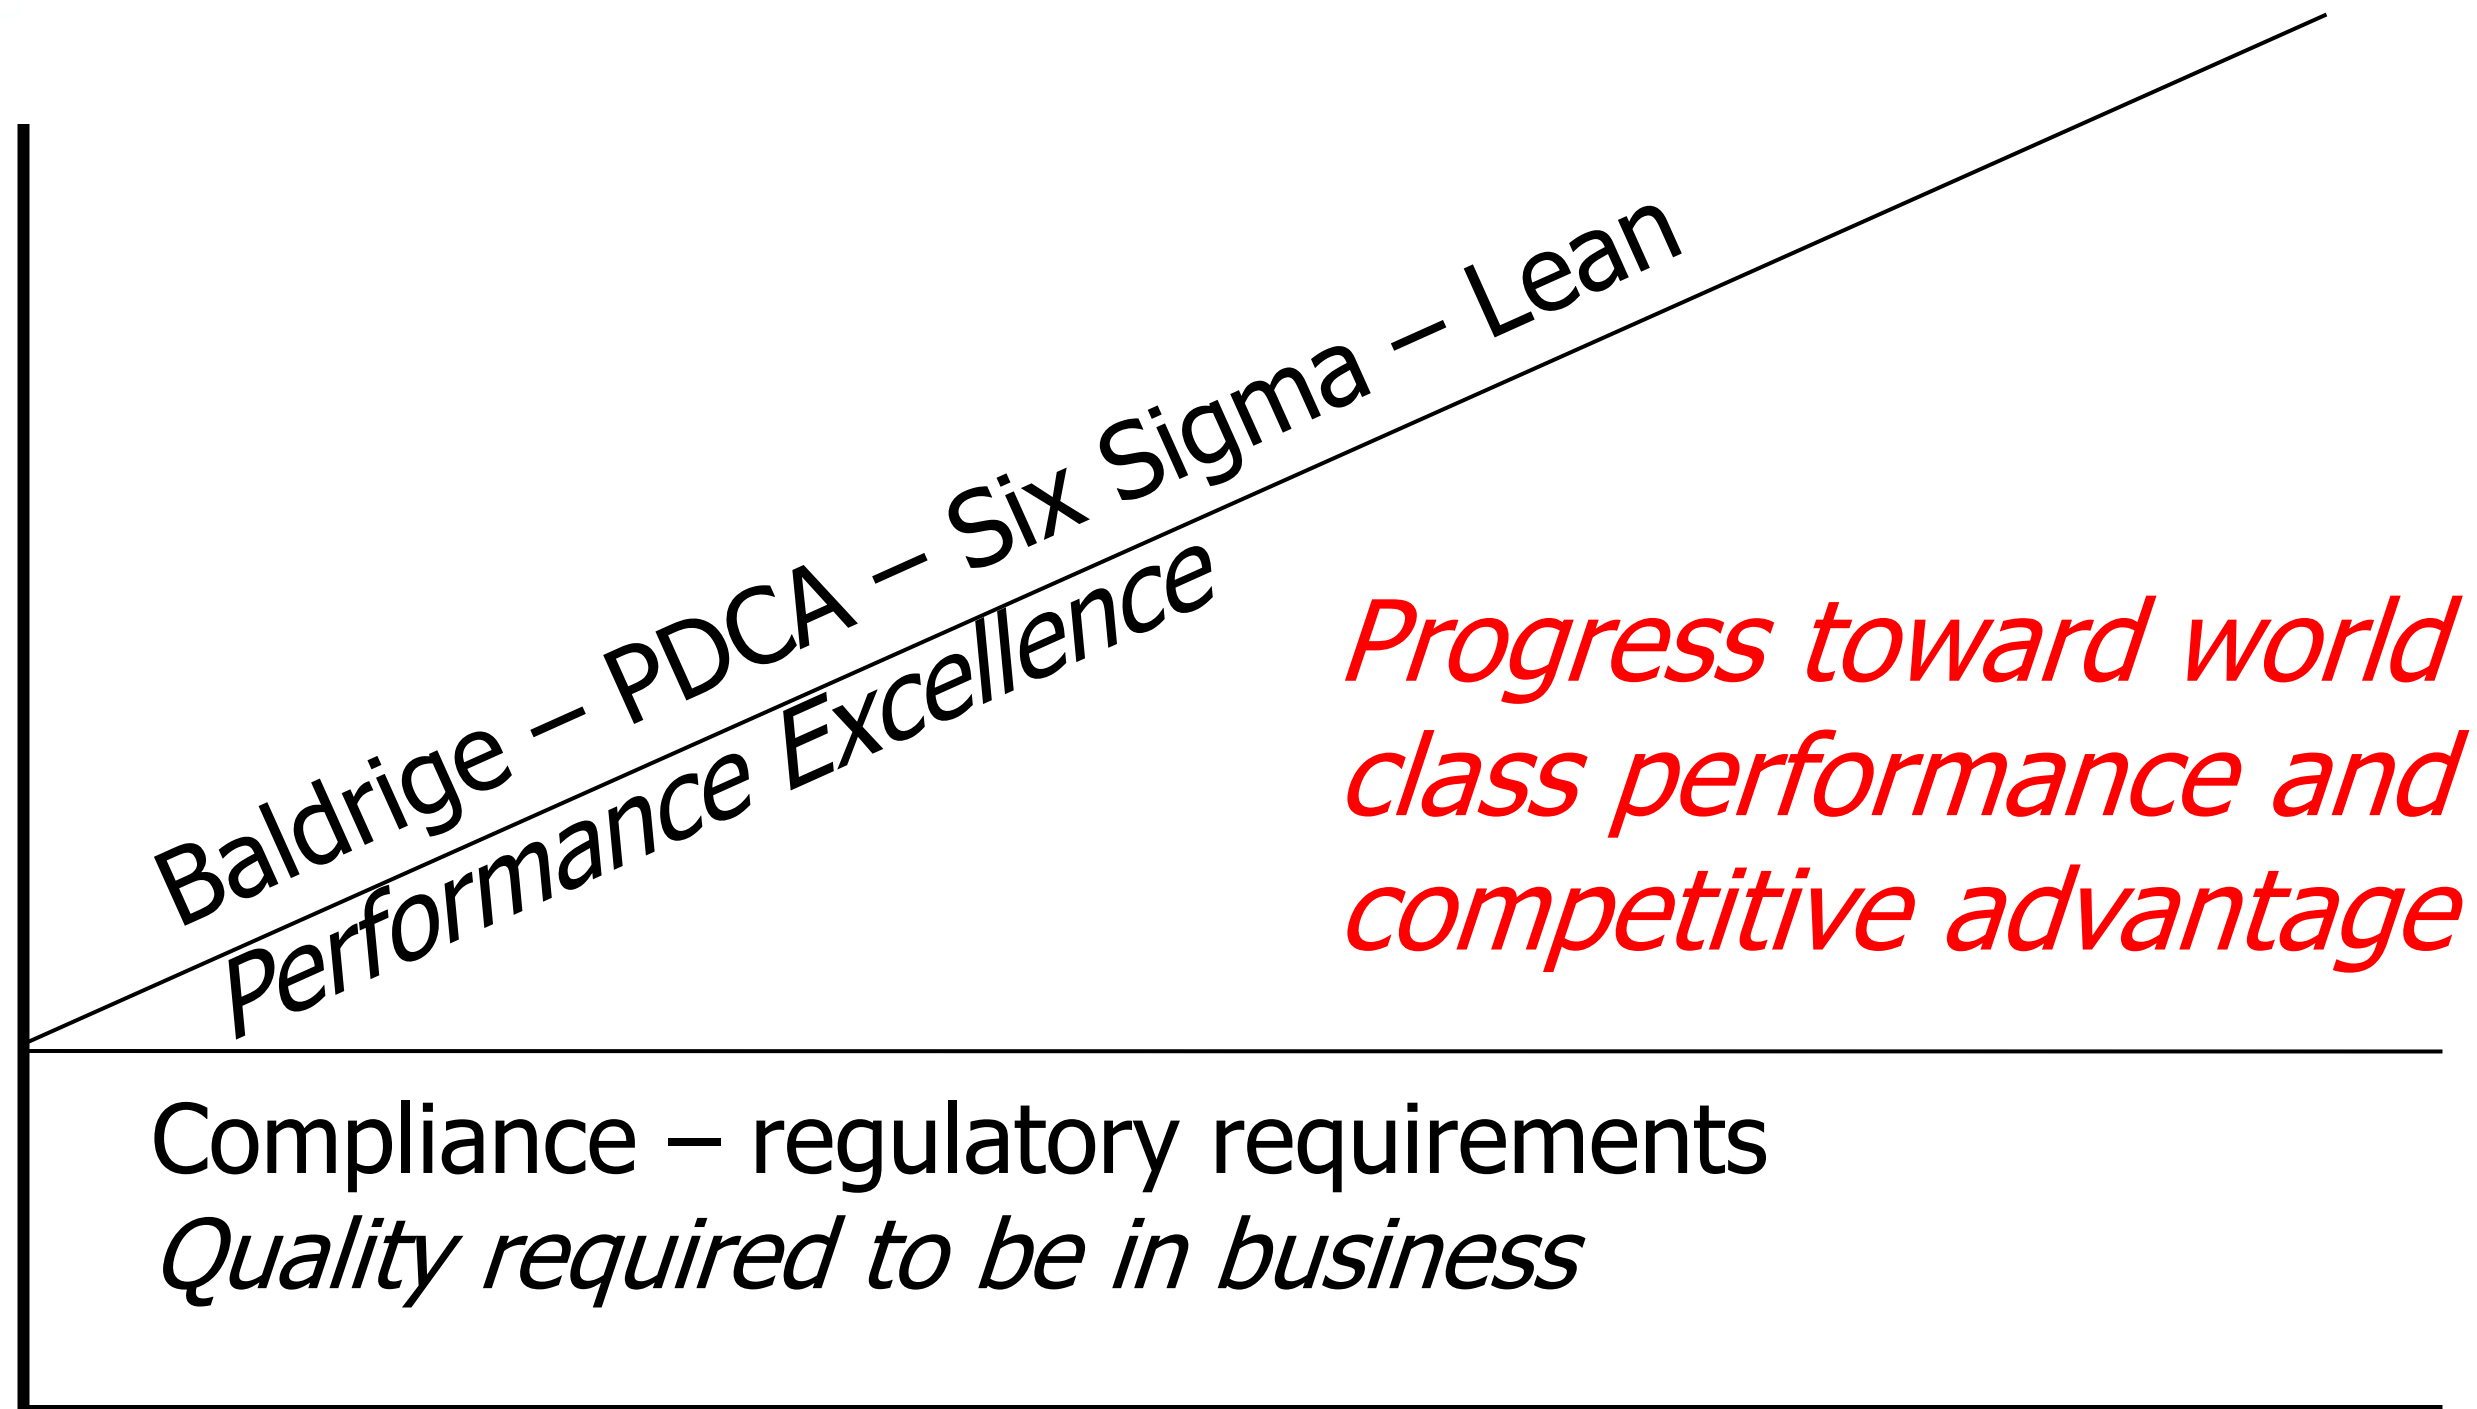 Baldrige – PDCA – Six Sigma – Lean
Performance Excellence
Progress toward world
class performance and
competitive advantage
Compliance – regulatory requirements
Quality required to be in business